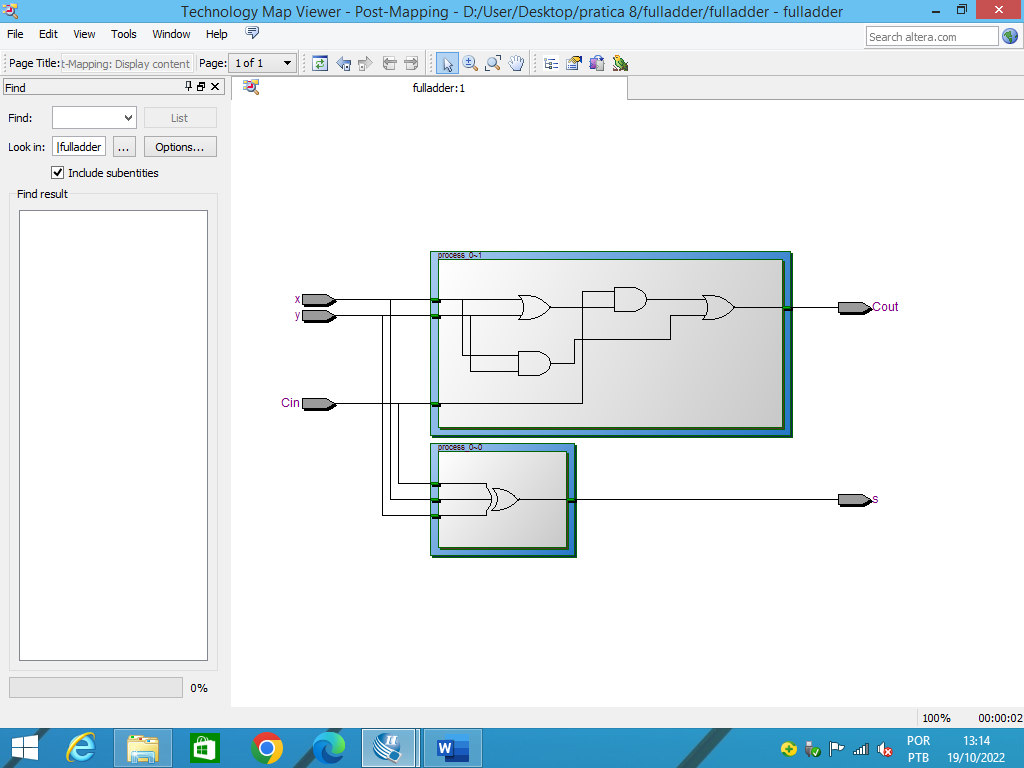 Technology Map Viewer - Post-Mapping - D:/User/Desktop/pratica 8/fulladder/fulladder - fulladder
File Edit View Tools Window Help
Search altera.com
Page Title: t-Mapping: Display content Page: 1 of 1
Find
fulladder:1
Find: List
Look in: |fulladder ... Options...
Include subentities
Find result
process_0~1
x
y
Cout
Cin
process_0~0
s
0%
100% 00:00:02
W
POR 13:14
PTB 19/10/2022